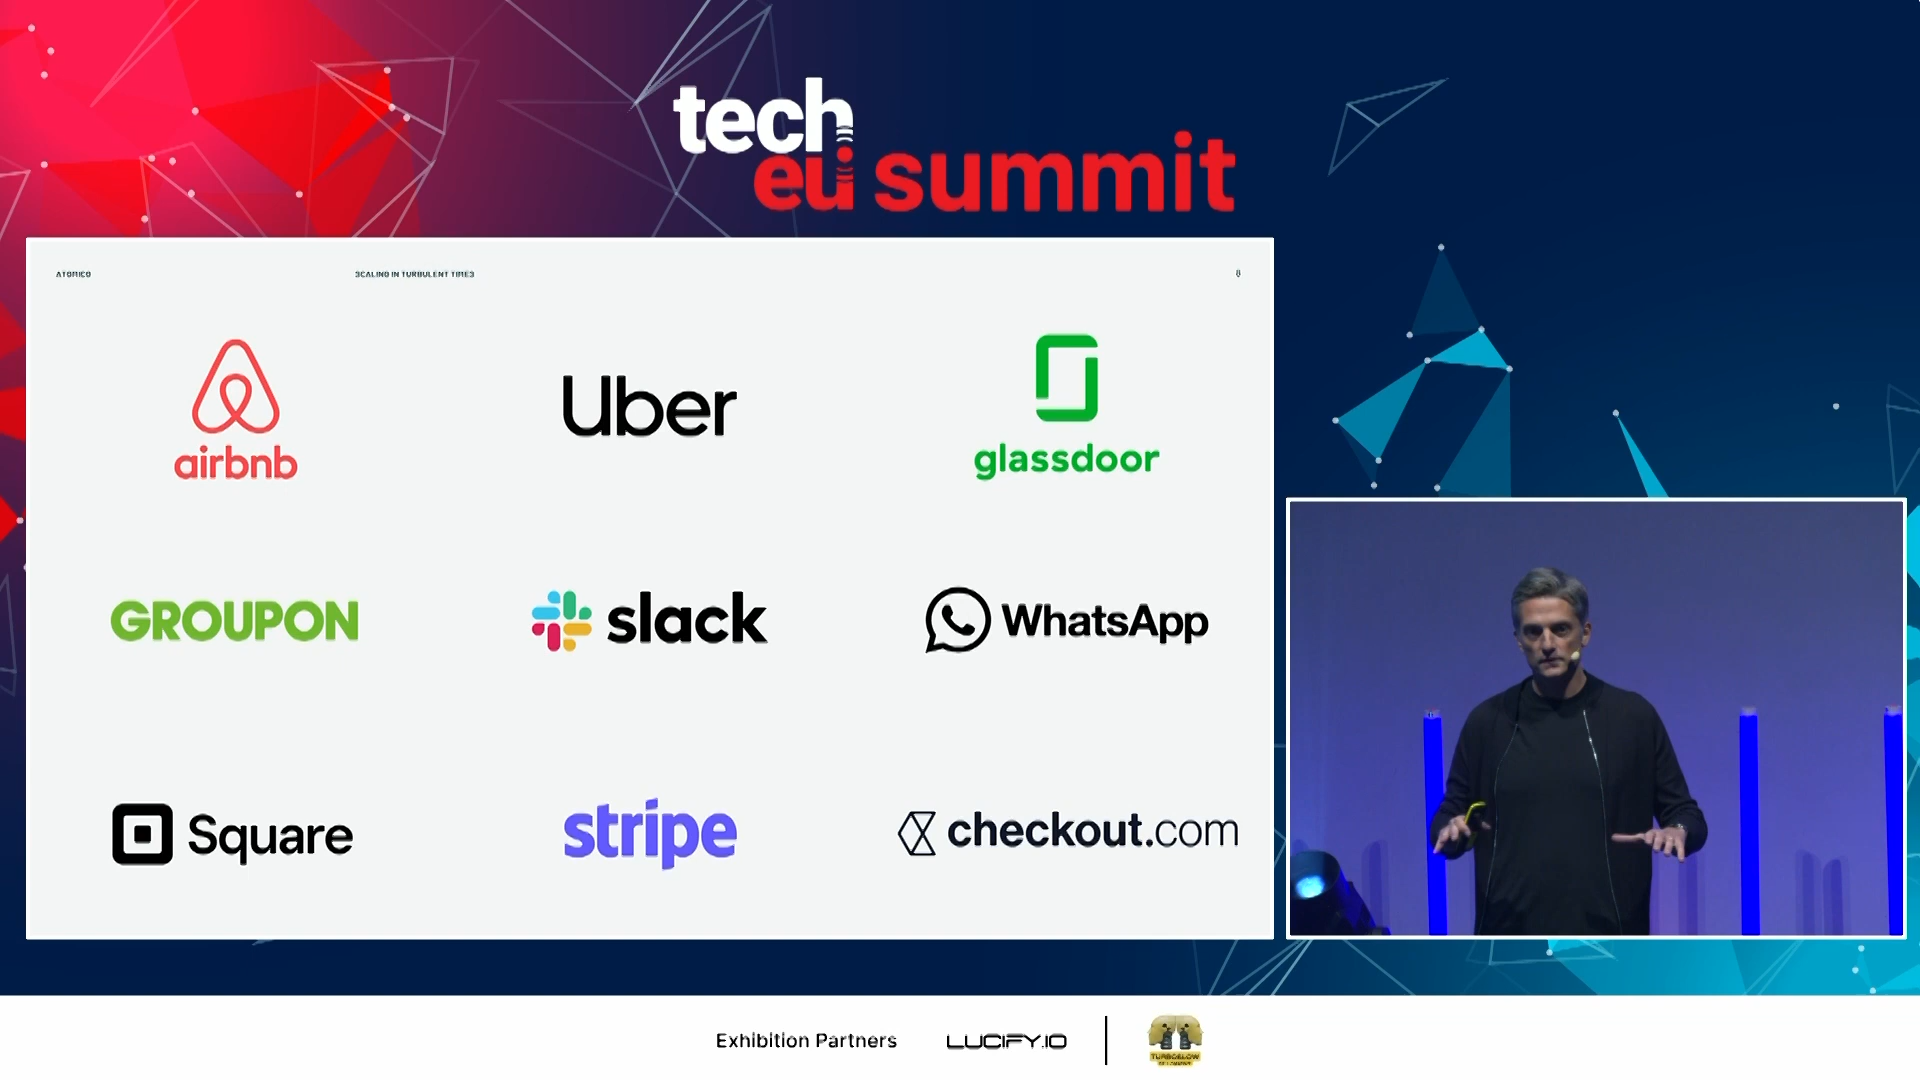 tech
eu summit
ATOMICO
SCALING IN TURBULENT TIMES
8
airbnb
Uber
glassdoor
GROUPON
slack
WhatsApp
Square
stripe
checkout.com
Exhibition Partners
LUCIFY.IO